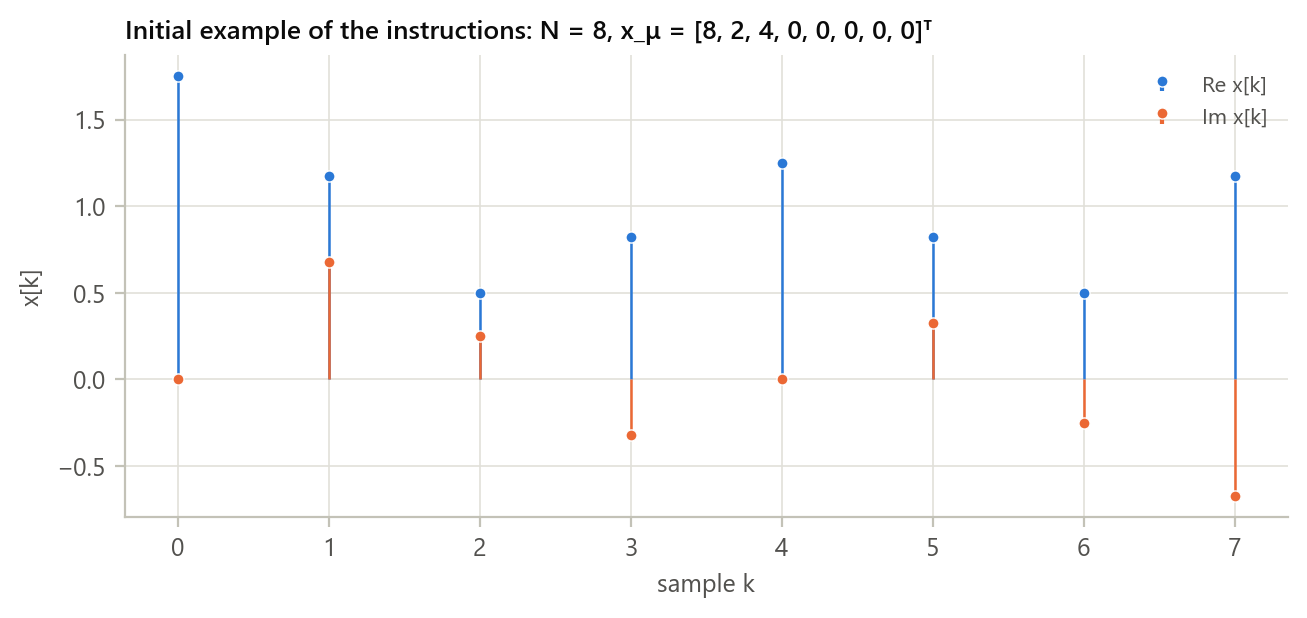 Initial example of the instructions: N = 8, x_μ = [8, 2, 4, 0, 0, 0, 0, 0]ᵀ
Re x[k]
Im x[k]
1.5
1.0
0.5
0.0
−0.5
x[k]
0 1 2 3 4 5 6 7
sample k